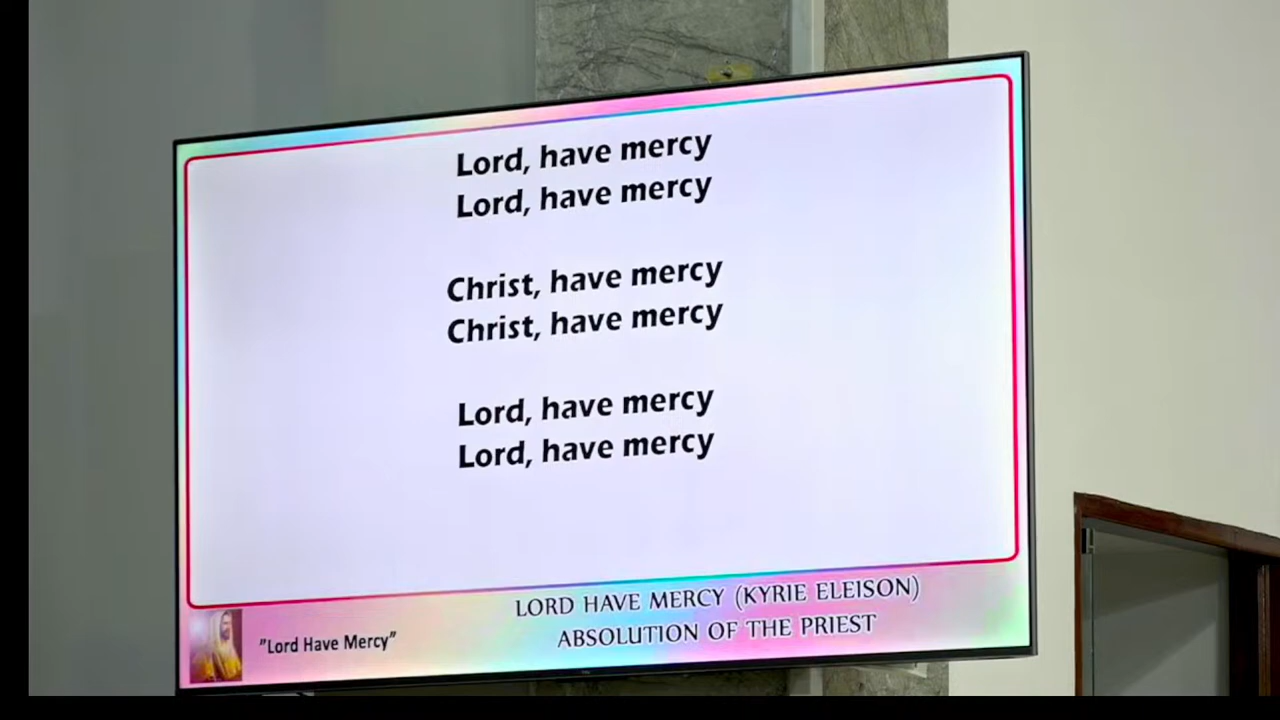 Lord, have mercy
Lord, have mercy
Christ, have mercy
Christ, have mercy
Lord, have mercy
Lord, have mercy
LORD HAVE MERCY (KYRIE ELEISON)
"Lord Have Mercy"
ABSOLUTION OF THE PRIEST